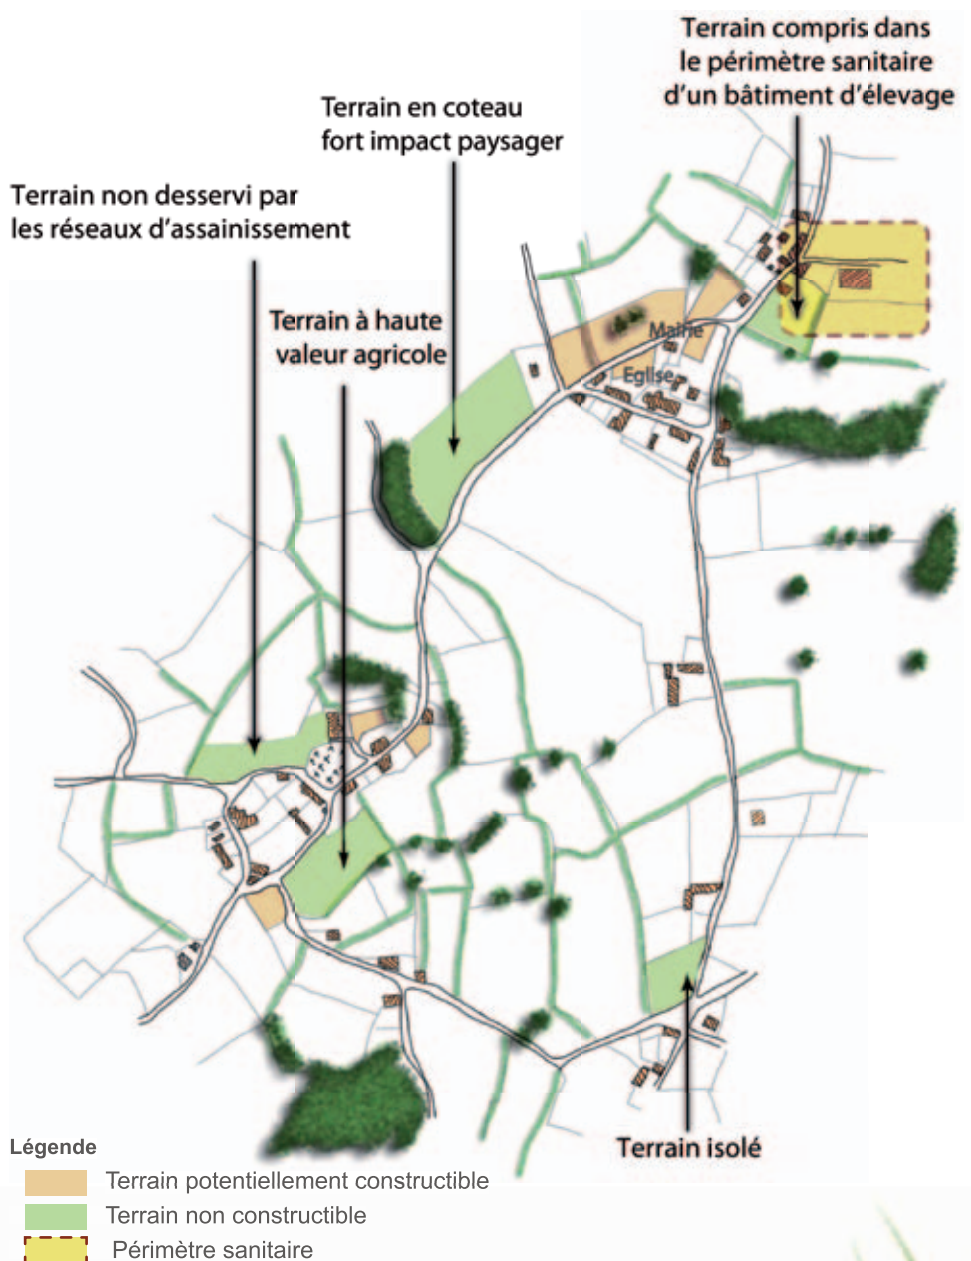 Terrain compris dans
le périmètre sanitaire
d'un bâtiment d'élevage
Terrain en coteau
fort impact paysager
Terrain non desservi par
les réseaux d'assainissement
Terrain à haute
valeur agricole
Mairie
Eglise
Terrain isolé
Légende
Terrain potentiellement constructible
Terrain non constructible
Périmètre sanitaire